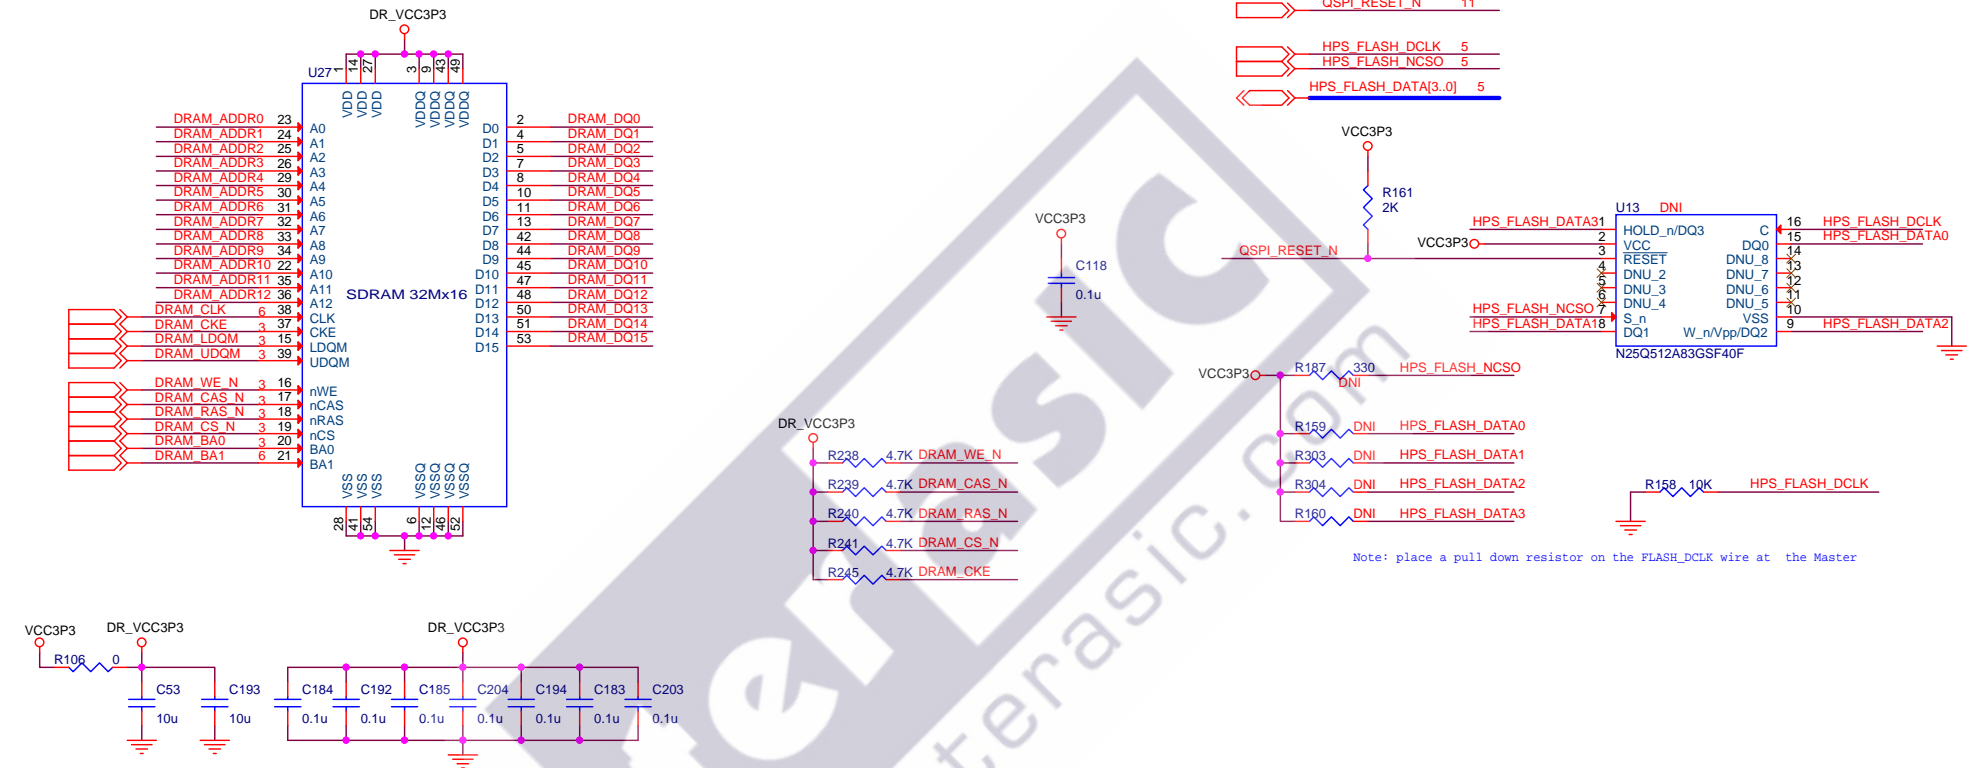 DR_VCC3P3
U27
1 14 27 3 9 43 49
VDD VDD VDD VDDQ VDDQ VDDQ VDDQ
DRAM_ADDR0 23 A0 D0 2 DRAM_DQ0
DRAM_ADDR1 24 A1 D1 4 DRAM_DQ1
DRAM_ADDR2 25 A2 D2 5 DRAM_DQ2
DRAM_ADDR3 26 A3 D3 7 DRAM_DQ3
DRAM_ADDR4 29 A4 D4 8 DRAM_DQ4
DRAM_ADDR5 30 A5 D5 10 DRAM_DQ5
DRAM_ADDR6 31 A6 D6 11 DRAM_DQ6
DRAM_ADDR7 32 A7 D7 13 DRAM_DQ7
DRAM_ADDR8 33 A8 D8 42 DRAM_DQ8
DRAM_ADDR9 34 A9 D9 44 DRAM_DQ9
DRAM_ADDR10 22 A10 D10 45 DRAM_DQ10
DRAM_ADDR11 35 A11 D11 47 DRAM_DQ11
DRAM_ADDR12 36 A12 D12 48 DRAM_DQ12
SDRAM 32Mx16
DRAM_CLK 6 38 CLK D13 50 DRAM_DQ13
DRAM_CKE 3 37 CKE D14 51 DRAM_DQ14
DRAM_LDQM 3 15 LDQM D15 53 DRAM_DQ15
DRAM_UDQM 3 39 UDQM
DRAM_WE_N 3 16 nWE
DRAM_CAS_N 3 17 nCAS
DRAM_RAS_N 3 18 nRAS
DRAM_CS_N 3 19 nCS
DRAM_BA0 3 20 BA0
DRAM_BA1 6 21 BA1
VSS VSS VSS VSSQ VSSQ VSSQ VSSQ
28 41 54 6 12 46 52
VCC3P3
R106 0
DR_VCC3P3
C53
10u
C193
10u
DR_VCC3P3
C184 C192 C185 C204 C194 C183 C203
0.1u 0.1u 0.1u 0.1u 0.1u 0.1u 0.1u
DR_VCC3P3
R238 4.7K DRAM_WE_N
R239 4.7K DRAM_CAS_N
R240 4.7K DRAM_RAS_N
R241 4.7K DRAM_CS_N
R245 4.7K DRAM_CKE
VCC3P3
C118
0.1u
QSPI_RESET_N 11
HPS_FLASH_DCLK 5
HPS_FLASH_NCSO 5
HPS_FLASH_DATA[3..0] 5
VCC3P3
R161
2K
QSPI_RESET_N
U13 DNI
HPS_FLASH_DATA3 1 HOLD_n/DQ3 C 16 HPS_FLASH_DCLK
VCC3P3 2 VCC DQ0 15 HPS_FLASH_DATA0
3 RESET DNU_8 14
4 DNU_2 DNU_7 13
5 DNU_3 DNU_6 12
6 DNU_4 DNU_5 11
HPS_FLASH_NCSO 7 S_n VSS 10
HPS_FLASH_DATA1 8 DQ1 W_n/Vpp/DQ2 9 HPS_FLASH_DATA2
N25Q512A83GSF40F
VCC3P3
R187 330 HPS_FLASH_NCSO
DNI
R159 DNI HPS_FLASH_DATA0
R303 DNI HPS_FLASH_DATA1
R304 DNI HPS_FLASH_DATA2
R160 DNI HPS_FLASH_DATA3
R158 10K HPS_FLASH_DCLK
Note: place a pull down resistor on the FLASH_DCLK wire at the Master
terasic
terasic.com